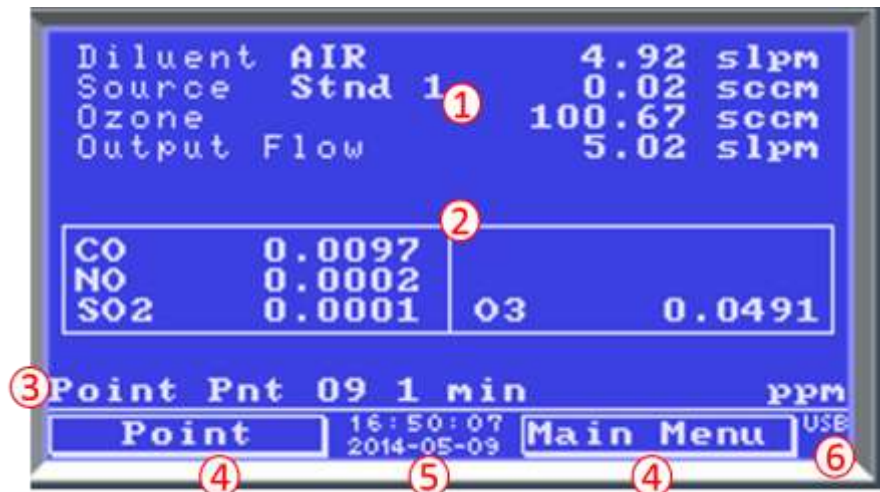 Diluent AIR 4.92 slpm
Source Stnd 1 0.02 sccm
①
Ozone 100.67 sccm
Output Flow 5.02 slpm
②
CO 0.0097
NO 0.0002
SO2 0.0001 O3 0.0491
③ Point Pnt 09 1 min ppm
Point 16:50:07 Main Menu USB
2014-05-09
④ ⑤ ④ ⑥